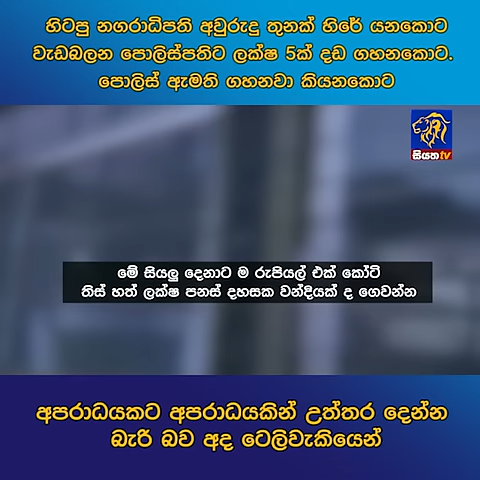 හිටපු නගරාධිපති අවුරුදු තුනක් හිරේ යනකොට
වැඩබලන පොලිස්පතිට ලක්ෂ 5ක් දඩ ගහනකොට.
පොලිස් ඇමති ගහනවා කියනකොට
සියත tv
මේ සියලු දෙනාට ම රුපියල් එක් කෝටි
තිස් හත් ලක්ෂ පනස් දහසක වන්දියක් ද ගෙවන්න
අපරාධයකට අපරාධයකින් උත්තර දෙන්න
බැරි බව අද ටෙලිවැකියෙන්